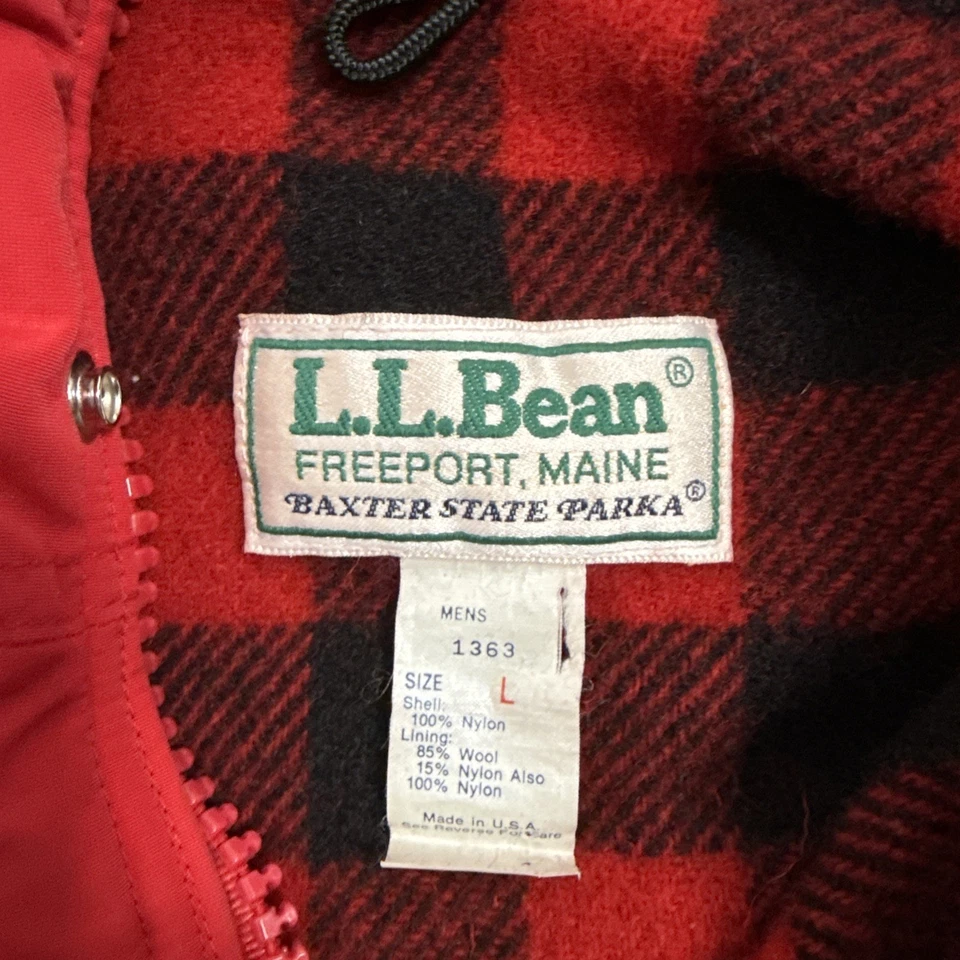 L.L.Bean®
FREEPORT, MAINE
BAXTER STATE PARKA®
MENS
1363
SIZE L
Shell:
100% Nylon
Lining:
85% Wool
15% Nylon Also
100% Nylon
Made in U.S.A.
See Reverse For Care